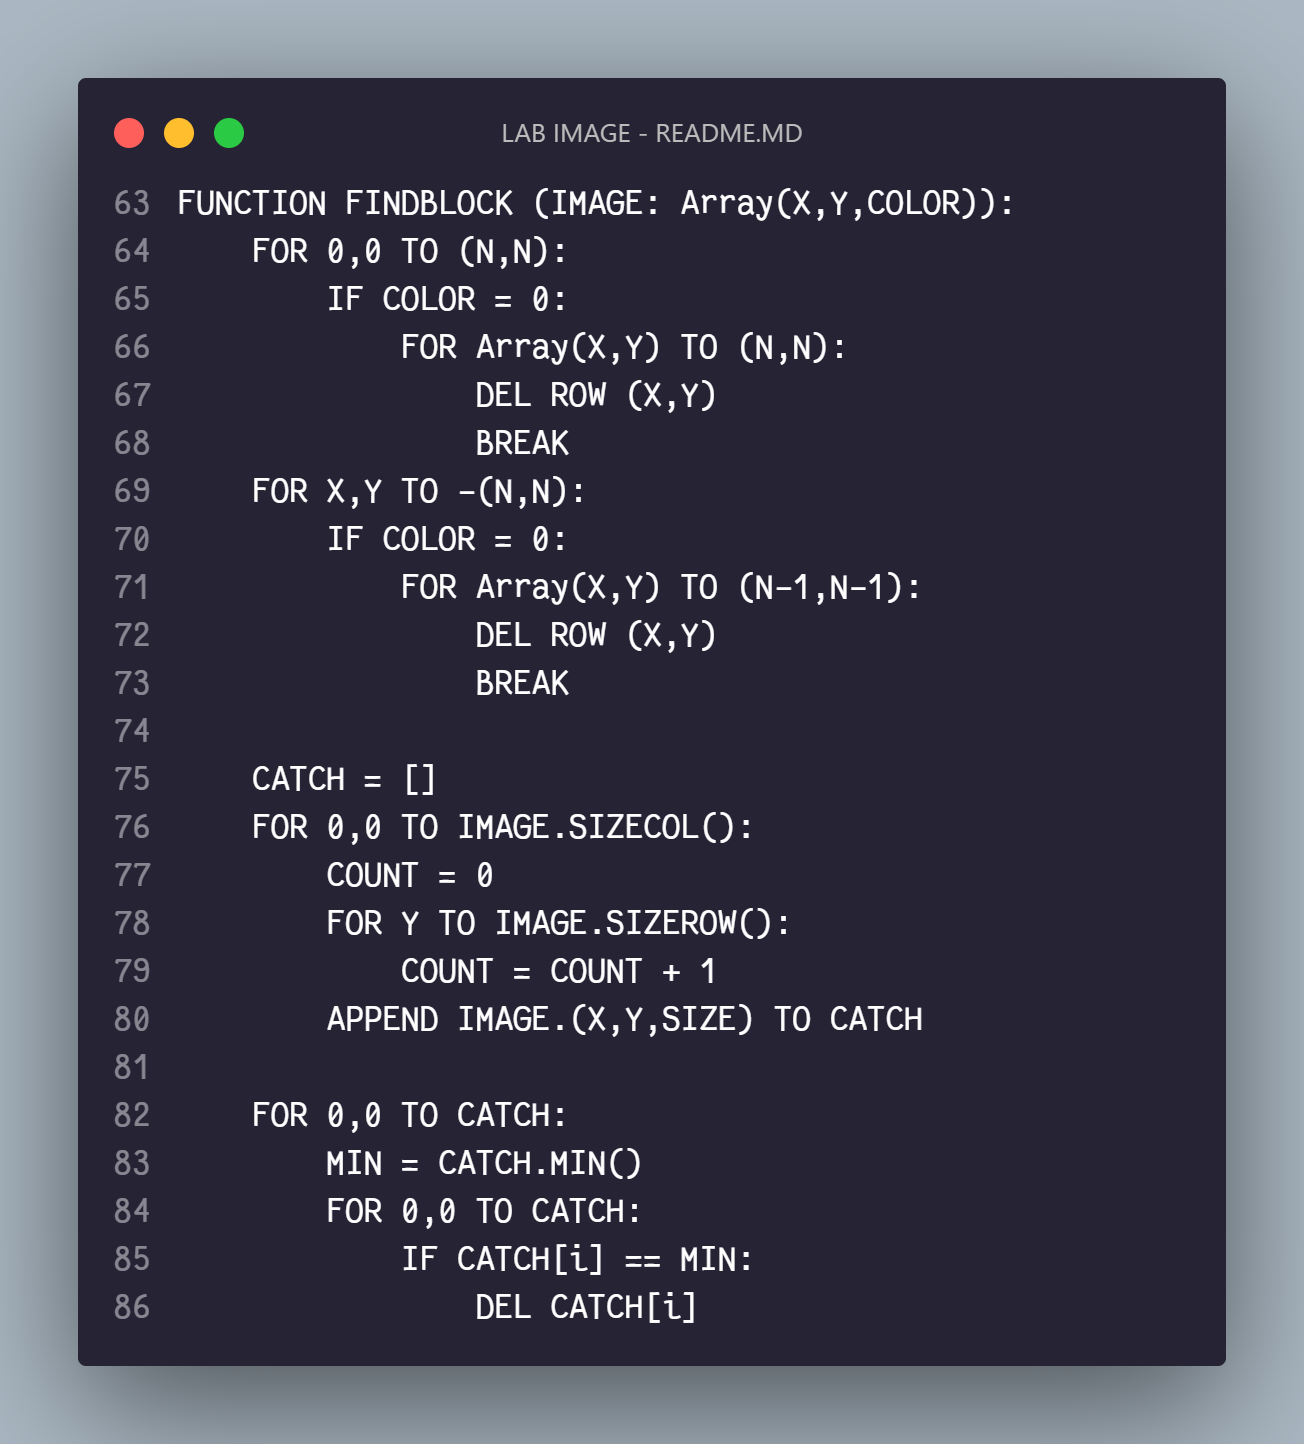 LAB IMAGE - README.MD
63 FUNCTION FINDBLOCK (IMAGE: Array(X,Y,COLOR)):
64     FOR 0,0 TO (N,N):
65         IF COLOR = 0:
66             FOR Array(X,Y) TO (N,N):
67                 DEL ROW (X,Y)
68                 BREAK
69     FOR X,Y TO -(N,N):
70         IF COLOR = 0:
71             FOR Array(X,Y) TO (N-1,N-1):
72                 DEL ROW (X,Y)
73                 BREAK
74
75     CATCH = []
76     FOR 0,0 TO IMAGE.SIZECOL():
77         COUNT = 0
78         FOR Y TO IMAGE.SIZEROW():
79             COUNT = COUNT + 1
80         APPEND IMAGE.(X,Y,SIZE) TO CATCH
81
82     FOR 0,0 TO CATCH:
83         MIN = CATCH.MIN()
84         FOR 0,0 TO CATCH:
85             IF CATCH[i] == MIN:
86                 DEL CATCH[i]